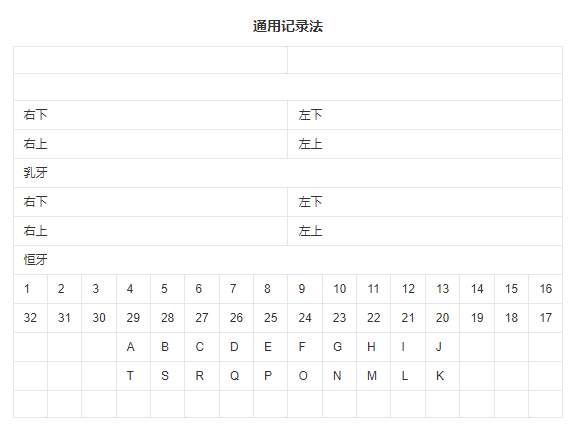 通用记录法
右下 左下
右上 左上
乳牙
右下 左下
右上 左上
恒牙
1 2 3 4 5 6 7 8 9 10 11 12 13 14 15 16
32 31 30 29 28 27 26 25 24 23 22 21 20 19 18 17
A B C D E F G H I J
T S R Q P O N M L K